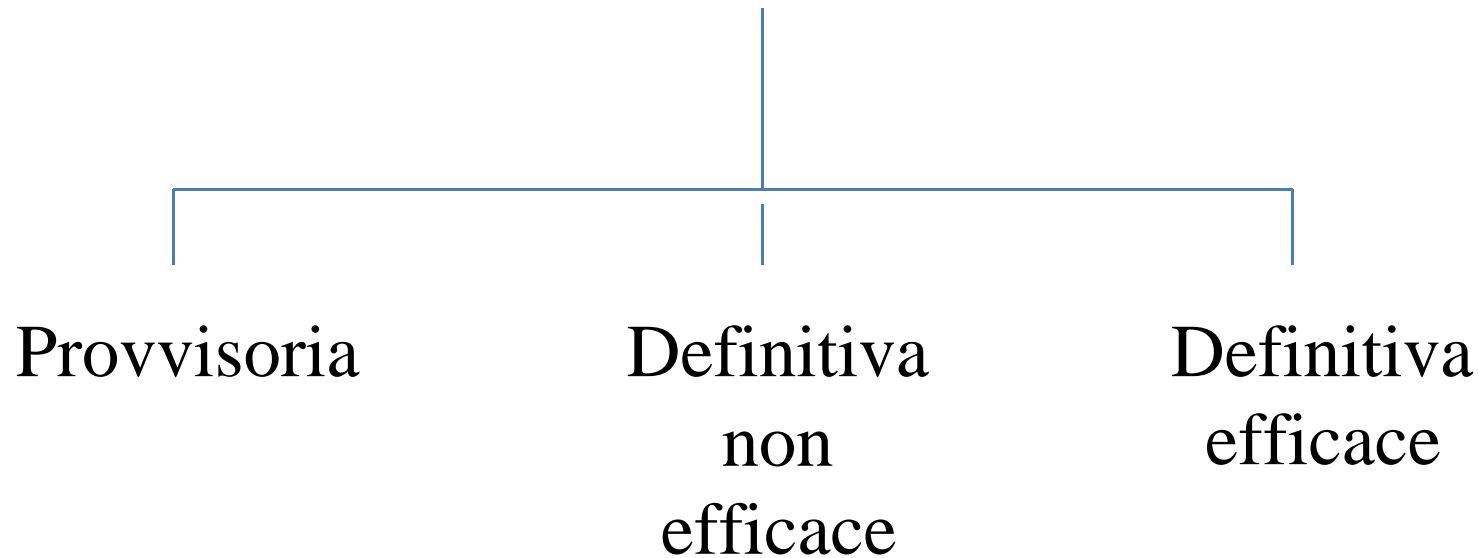 Provvisoria
Definitiva
non
efficace
Definitiva
efficace